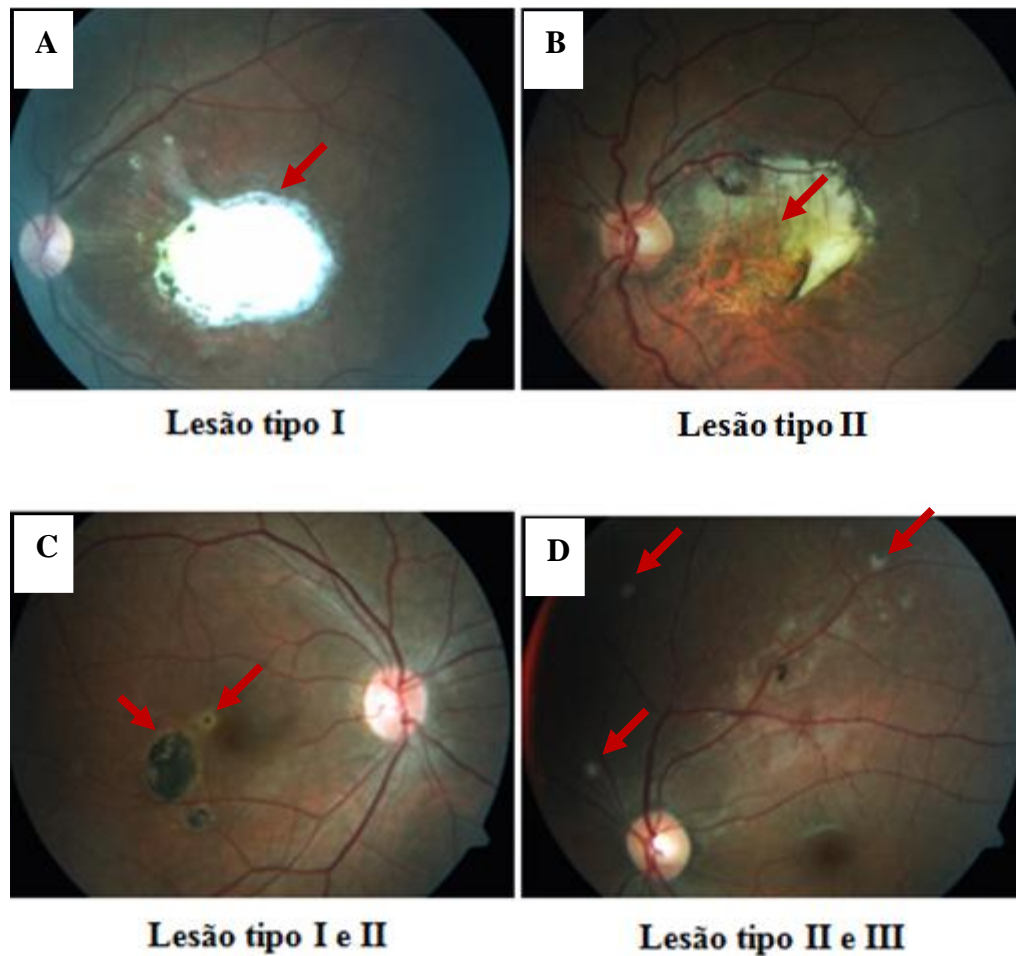 A
B
Lesão tipo I
Lesão tipo II
C
D
Lesão tipo I e II
Lesão tipo II e III